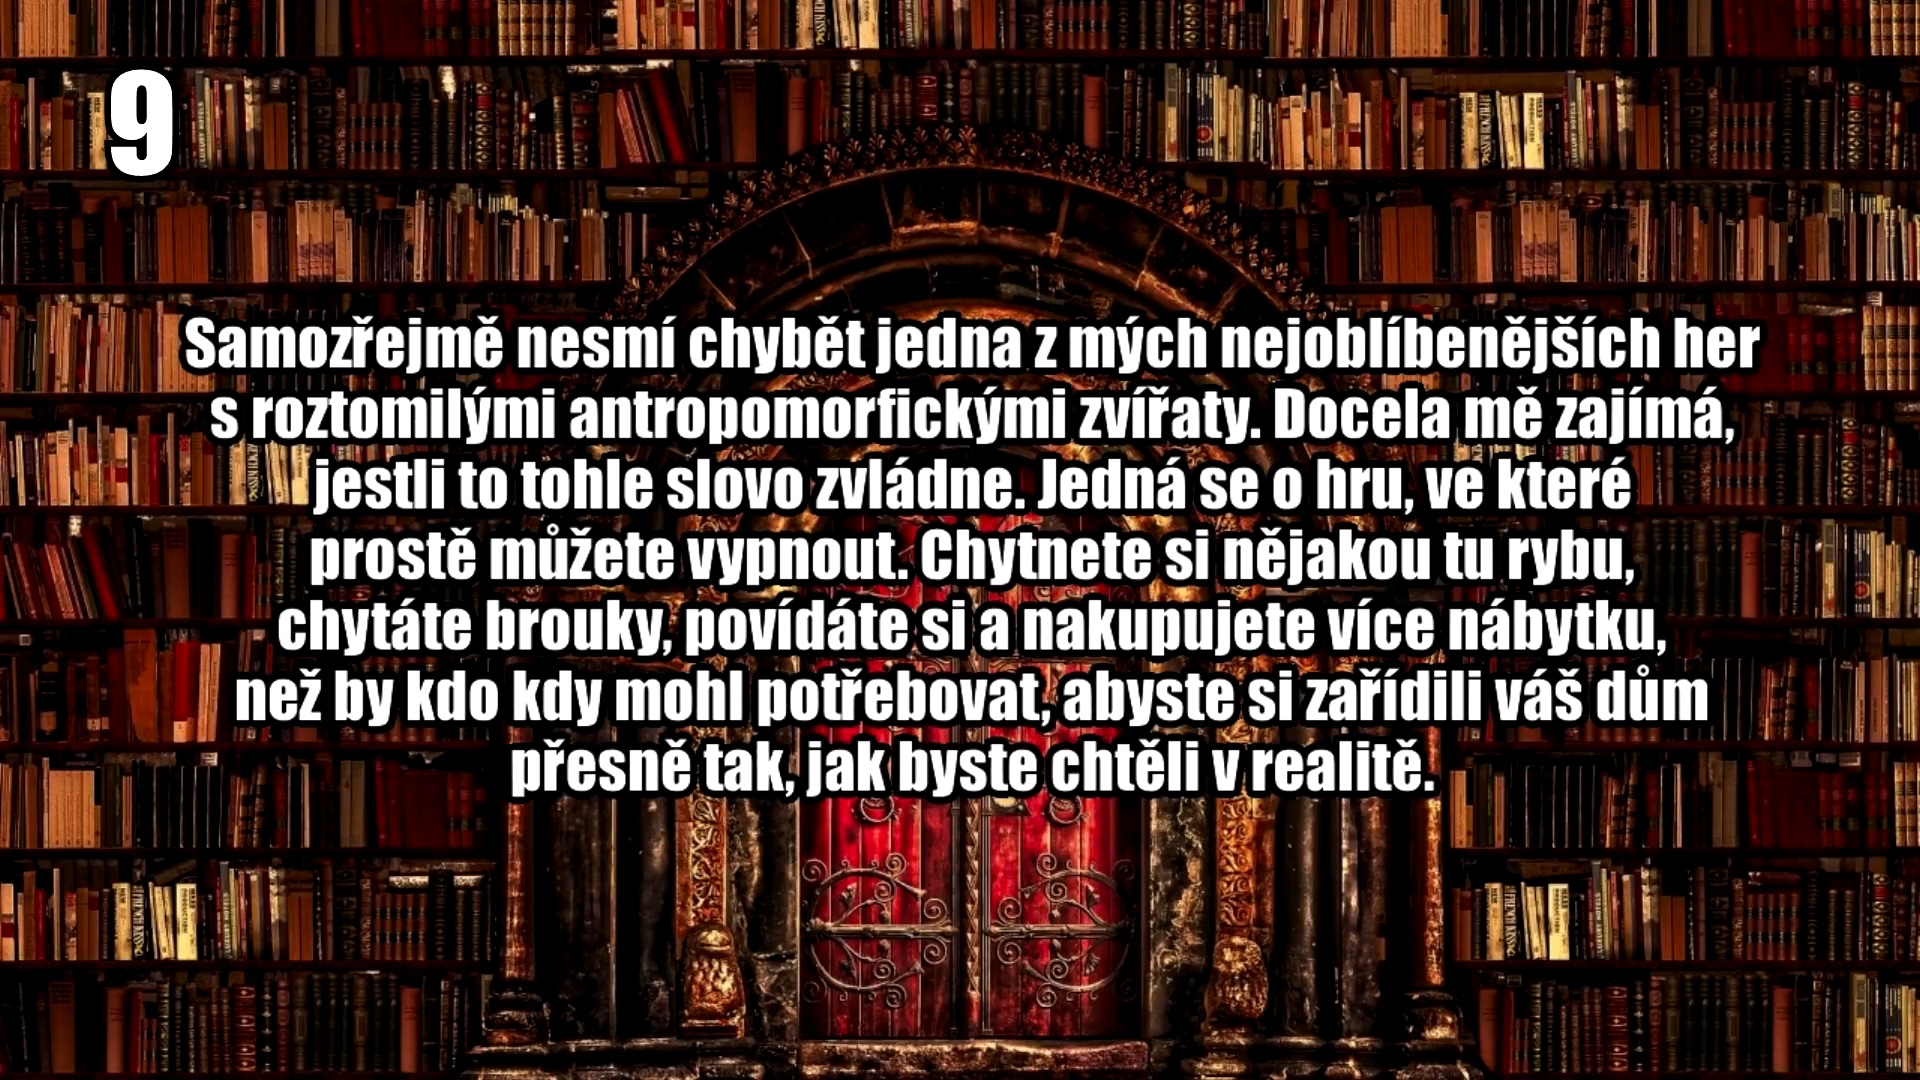 9
Samozřejmě nesmí chybět jedna z mých nejoblíbenějších her
s roztomilými antropomorfickými zvířaty. Docela mě zajímá,
jestli to tohle slovo zvládne. Jedná se o hru, ve které
prostě můžete vypnout. Chytnete si nějakou tu rybu,
chytáte brouky, povídáte si a nakupujete více nábytku,
než by kdo kdy mohl potřebovat, abyste si zařídili váš dům
přesně tak, jak byste chtěli v realitě.